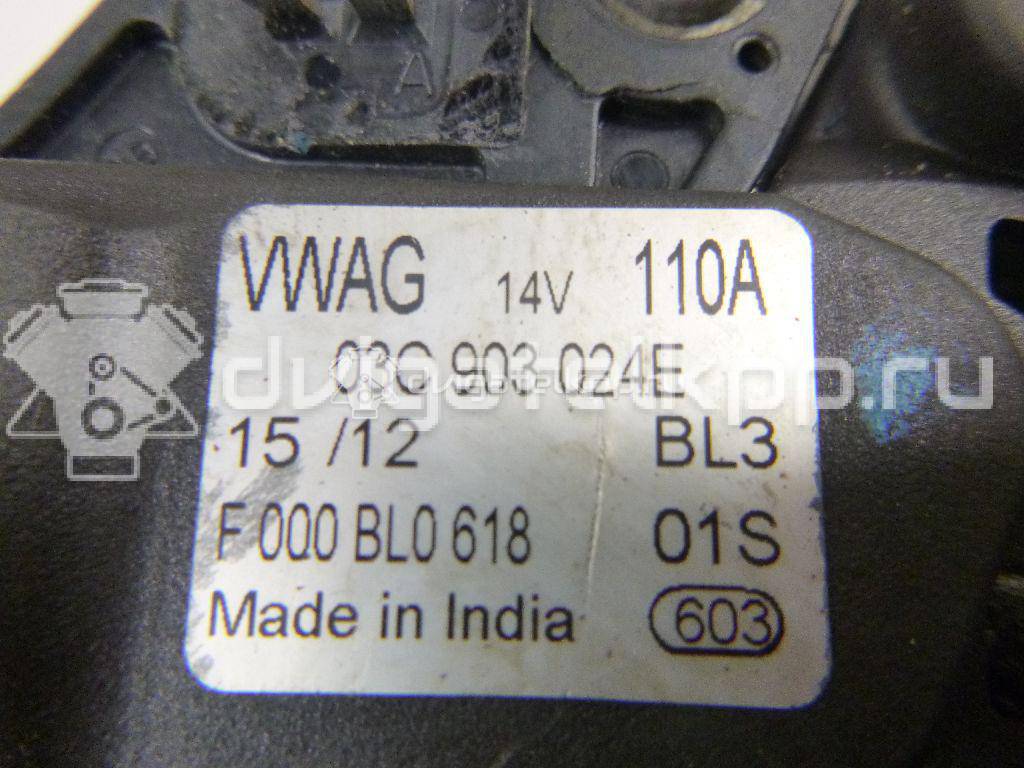 A
VWAG 14V 110A
03C 903 024E
15 /12 BL3
F 000 BL0 618 01S
Made in India 603
dvigatelkpp.ru